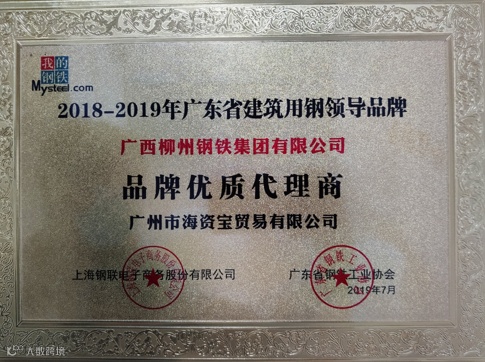 我的
钢铁
Mysteel.com
2018-2019年广东省建筑用钢领导品牌
广西柳州钢铁集团有限公司
品牌优质代理商
广州市海资宝贸易有限公司
上海钢联电子商务股份有限公司
广东省钢铁工业协会
2019年7月
大数跨境